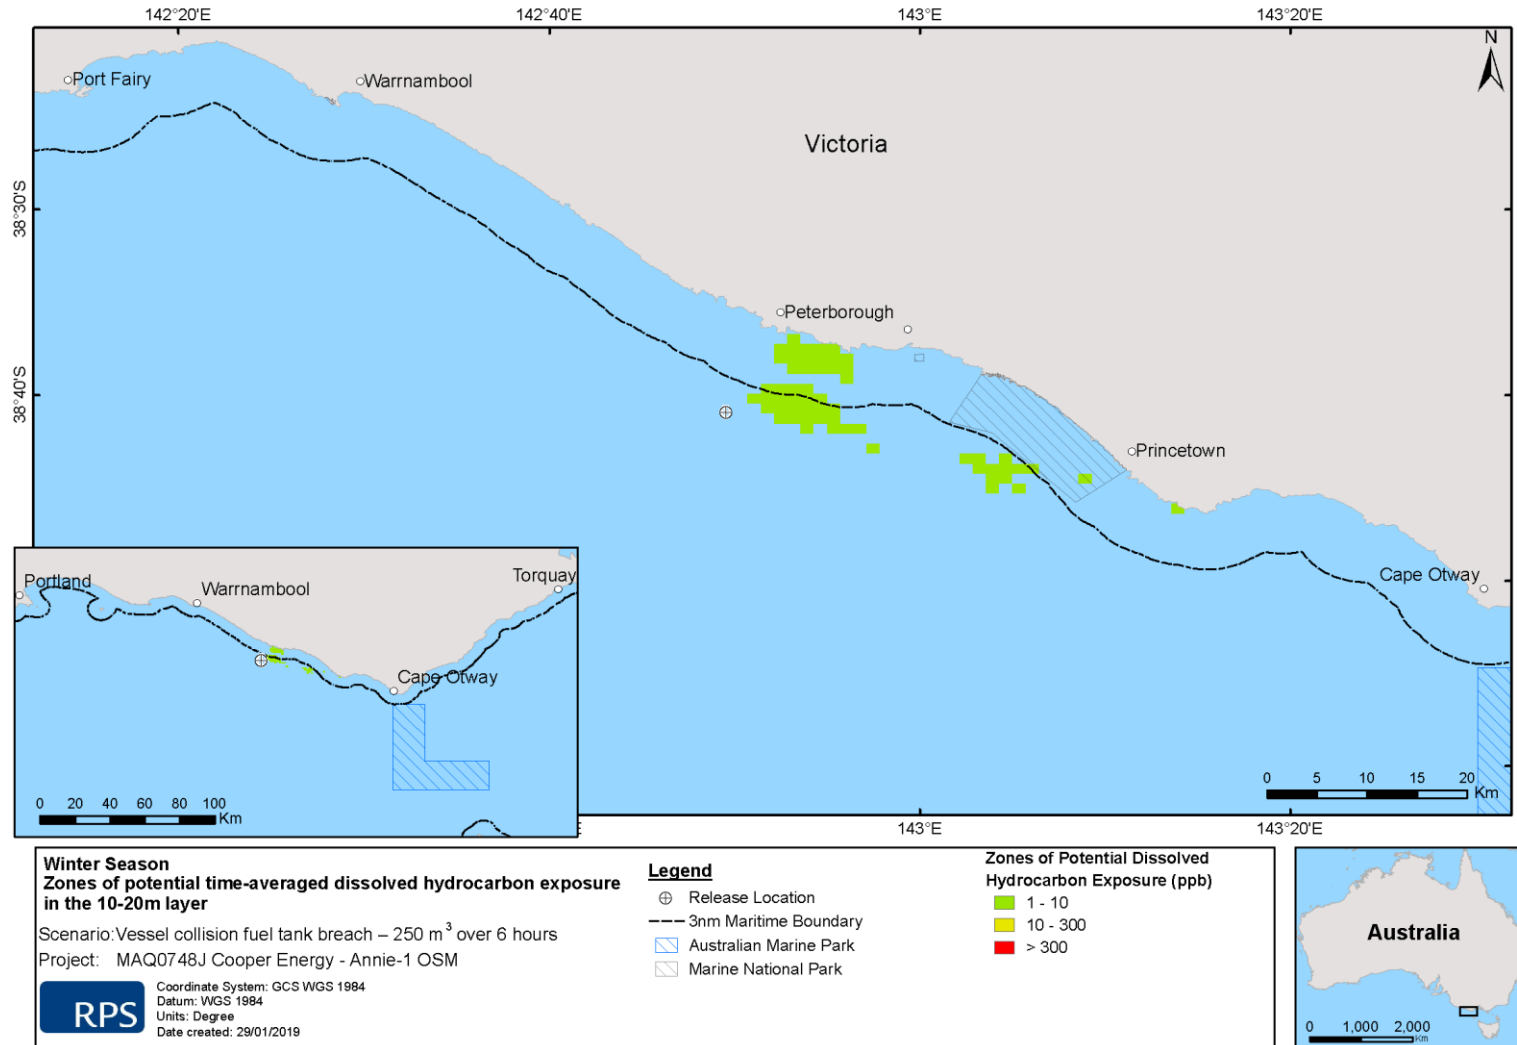 142°20'E
142°40'E
143°E
143°20'E
N
Port Fairy
Warrnambool
Victoria
38°30'S
Peterborough
38°40'S
Princetown
Cape Otway
Portland
Warrnambool
Torquay
Cape Otway
0 20 40 60 80 100
Km
0 5 10 15 20
Km
143°E
143°20'E
Winter Season
Zones of potential time-averaged dissolved hydrocarbon exposure
in the 10-20m layer
Scenario: Vessel collision fuel tank breach – 250 m³ over 6 hours
Project: MAQ0748J Cooper Energy - Annie-1 OSM
RPS
Coordinate System: GCS WGS 1984
Datum: WGS 1984
Units: Degree
Date created: 29/01/2019
Legend
Release Location
3nm Maritime Boundary
Australian Marine Park
Marine National Park
Zones of Potential Dissolved
Hydrocarbon Exposure (ppb)
1 - 10
10 - 300
> 300
Australia
0 1,000 2,000
Km